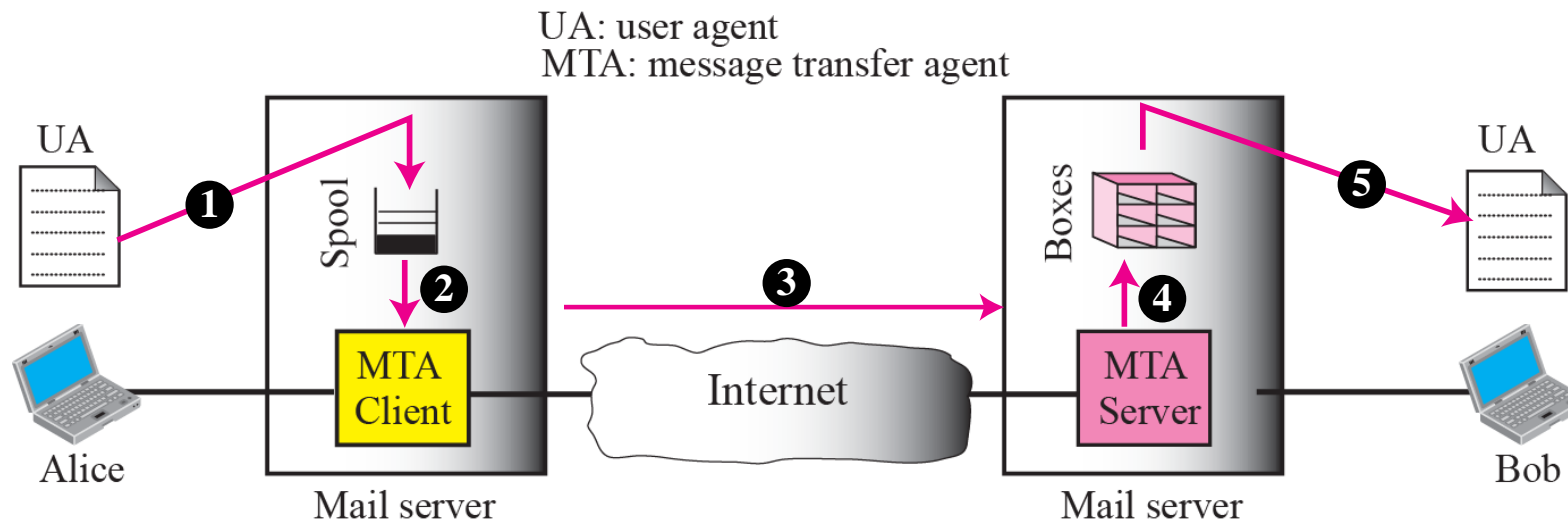 UA: user agent
MTA: message transfer agent
UA
1
Spool
2
MTA
Client
Alice
Mail server
3
Internet
Boxes
4
MTA
Server
Mail server
5
UA
Bob